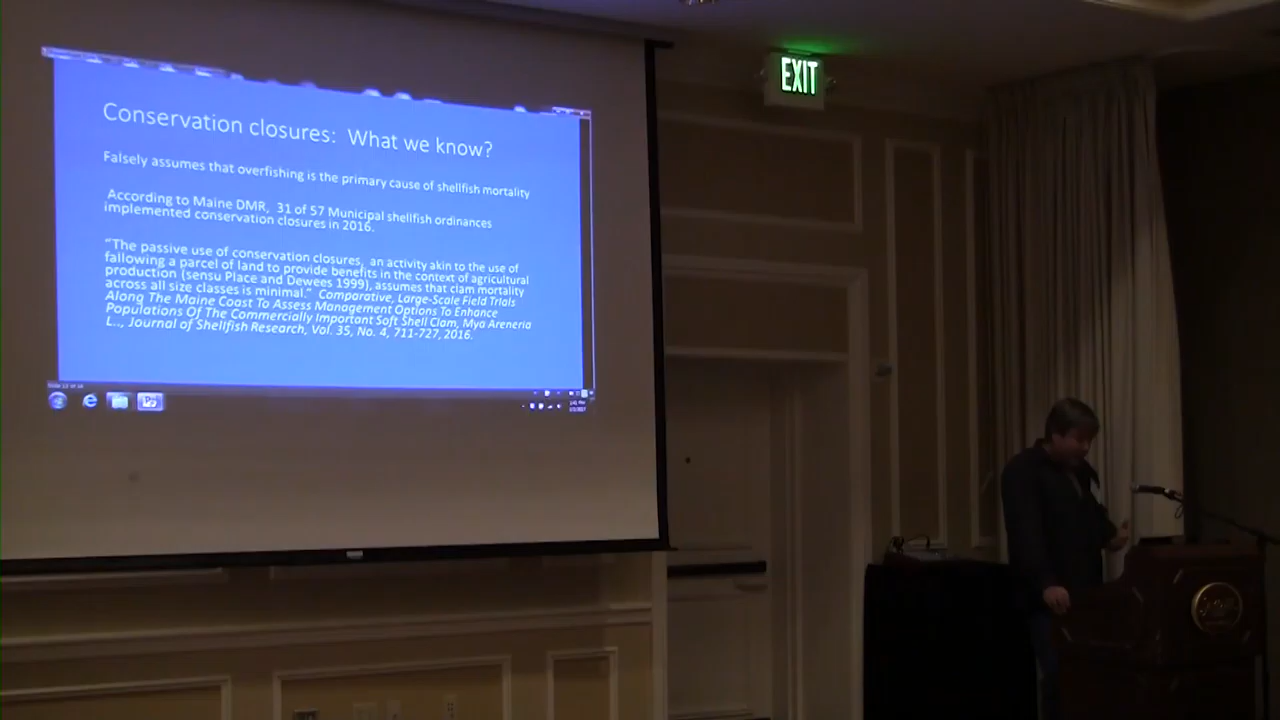 EXIT
Conservation closures: What we know?
Falsely assumes that overfishing is the primary cause of shellfish mortality
According to Maine DMR, 31 of 57 Municipal shellfish ordinances
implemented conservation closures in 2016.
“The passive use of conservation closures, an activity akin to the use of
fallowing a parcel of land to provide benefits in the context of agricultural
production (sensu Place and Dewees 1999), assumes that clam mortality
across all size classes is minimal.” Comparative, Large-Scale Field Trials
Along The Maine Coast To Assess Management Options To Enhance
Populations Of The Commercially Important Soft Shell Clam, Mya Areneria
L.., Journal of Shellfish Research, Vol. 35, No. 4, 711-727, 2016.